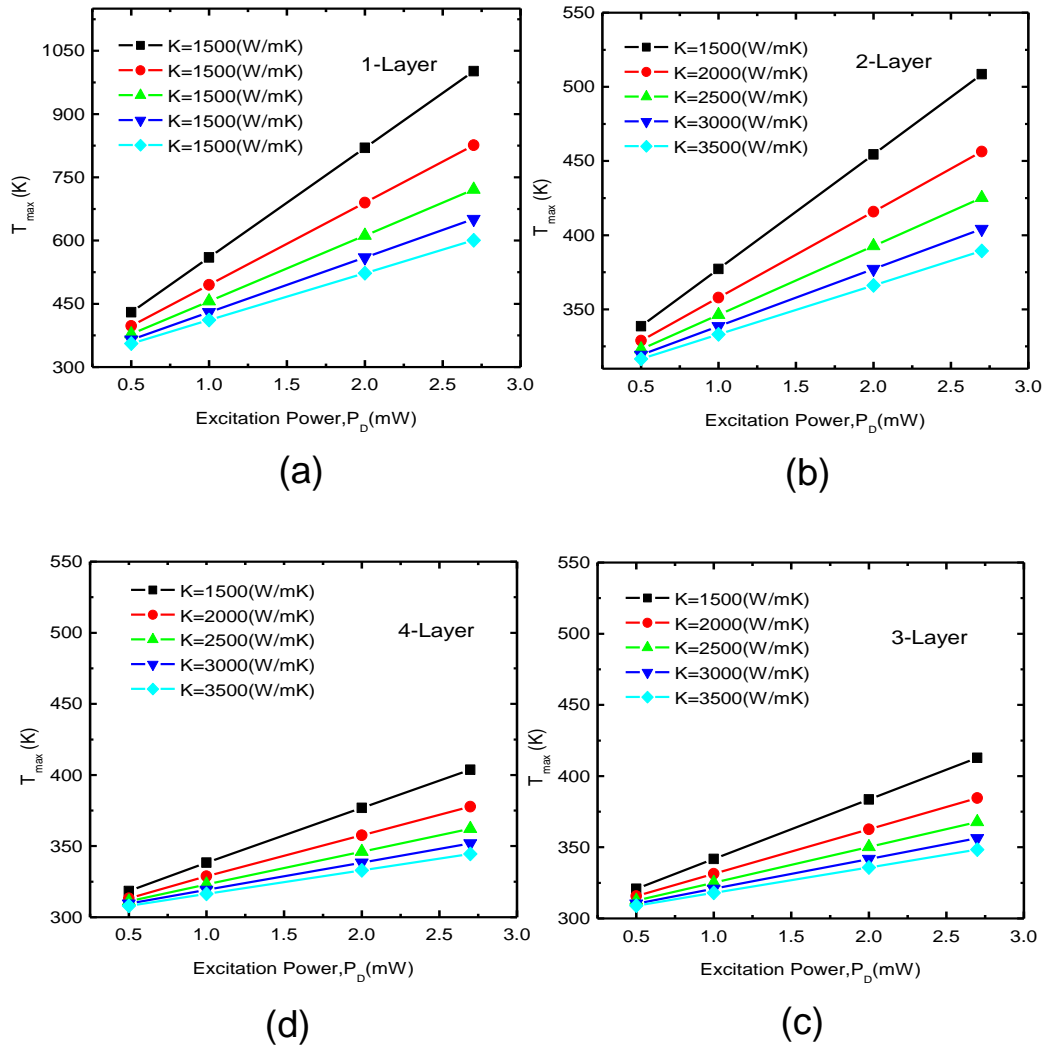 1050
900
750
600
450
300
T_max (K)
K=1500(W/mK)
K=1500(W/mK)
K=1500(W/mK)
K=1500(W/mK)
K=1500(W/mK)
1-Layer
0.5 1.0 1.5 2.0 2.5 3.0
Excitation Power,P_D(mW)
(a)
550
500
450
400
350
T_max (K)
K=1500(W/mK)
K=2000(W/mK)
K=2500(W/mK)
K=3000(W/mK)
K=3500(W/mK)
2-Layer
0.5 1.0 1.5 2.0 2.5 3.0
Excitation Power,P_D(mW)
(b)
550
500
450
400
350
300
T_max (K)
K=1500(W/mK)
K=2000(W/mK)
K=2500(W/mK)
K=3000(W/mK)
K=3500(W/mK)
4-Layer
0.5 1.0 1.5 2.0 2.5 3.0
Excitation Power,P_D(mW)
(d)
550
500
450
400
350
300
T_max (K)
K=1500(W/mK)
K=2000(W/mK)
K=2500(W/mK)
K=3000(W/mK)
K=3500(W/mK)
3-Layer
0.5 1.0 1.5 2.0 2.5 3.0
Excitation Power,P_D(mW)
(c)